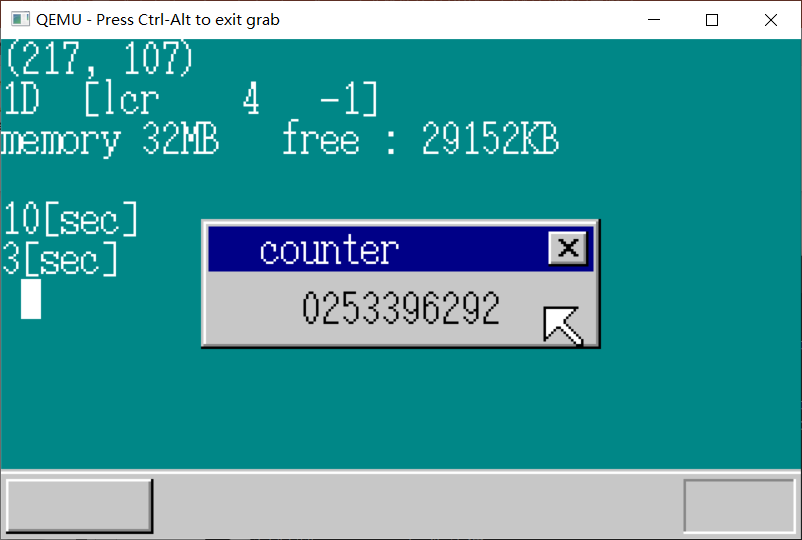 QEMU - Press Ctrl-Alt to exit grab
(217, 107)
1D [lcr 4 -1]
memory 32MB free : 29152KB
10[sec]
3[sec]
counter
0253396292